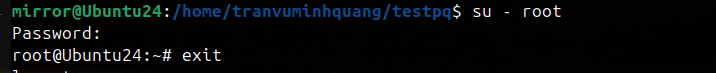 mirror@Ubuntu24:/home/tranvuminhquang/testpq$ su - root
Password:
root@Ubuntu24:~# exit